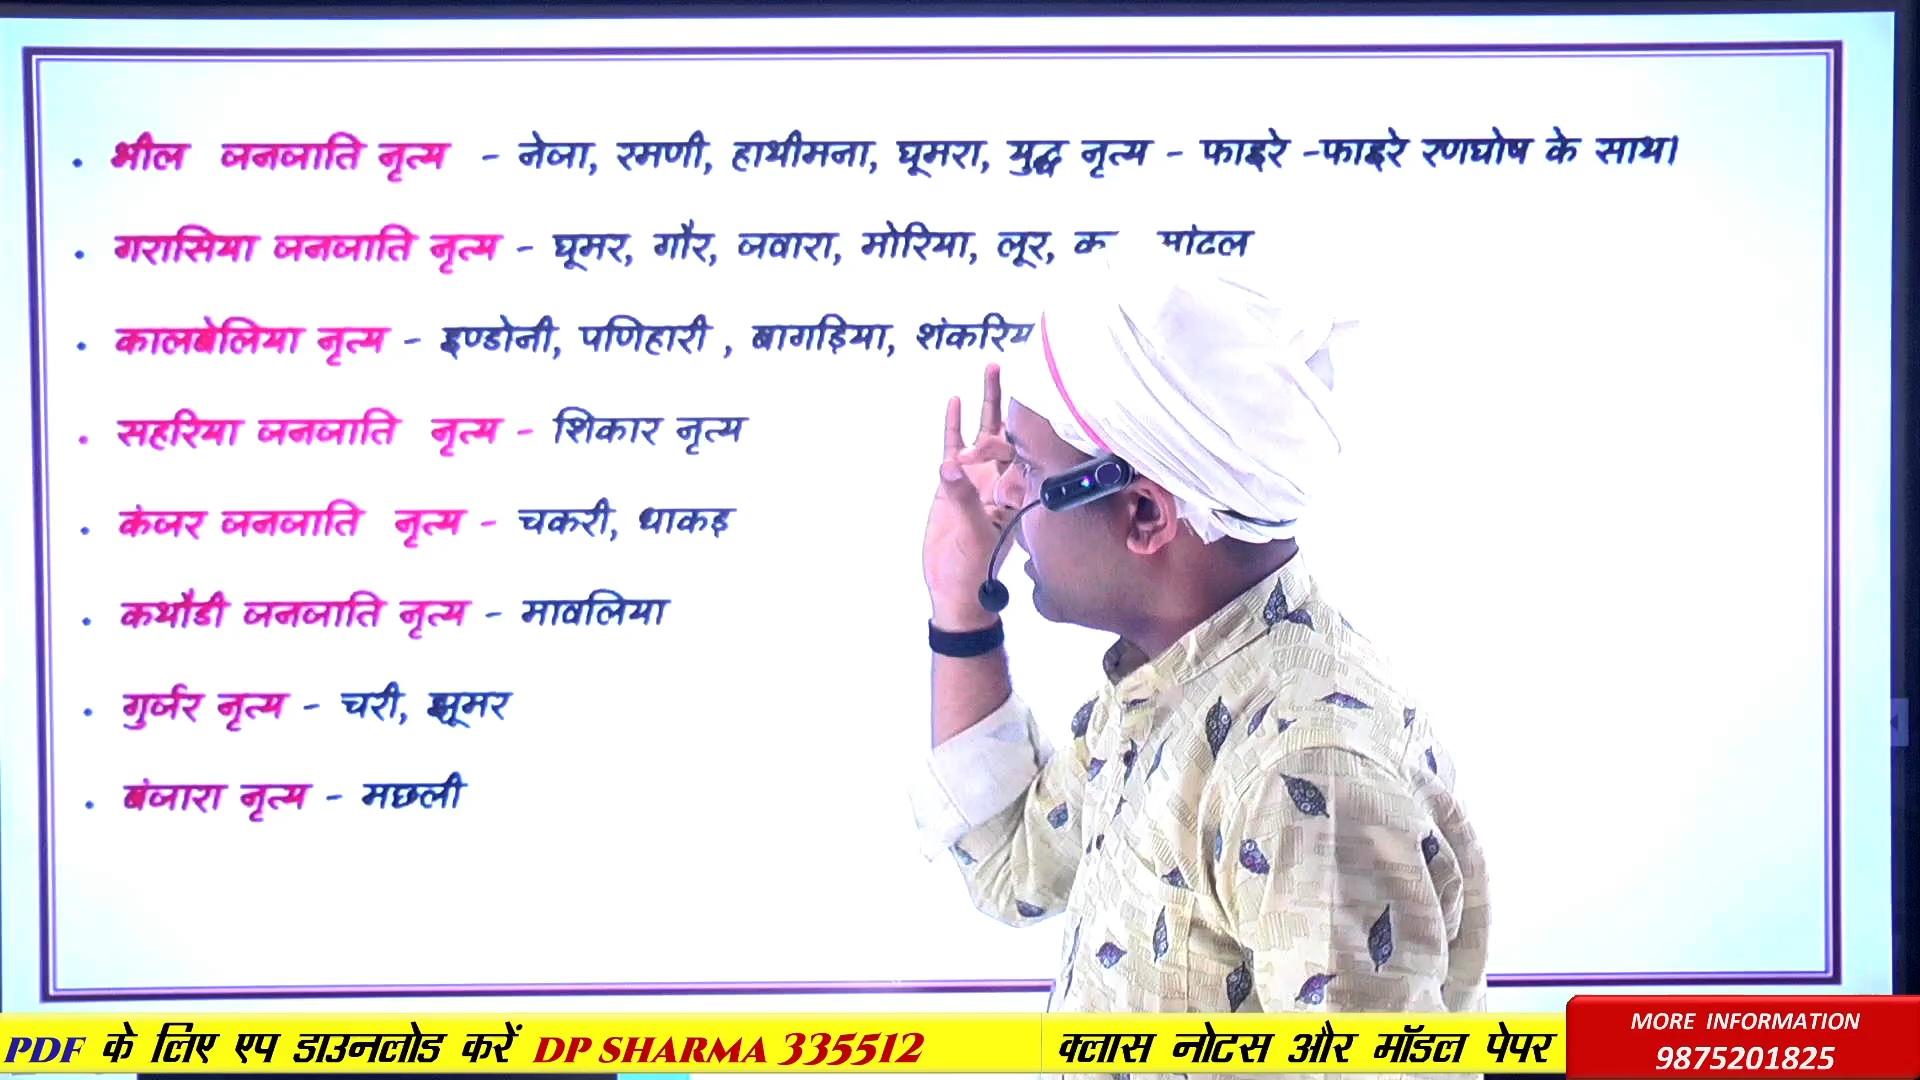 • भील जनजाति नृत्य - नेजा, रमणी, हाथीमना, घूमरा, युद्ध नृत्य - फाइरे -फाइरे रणघोष के साथ।
• गरासिया जनजाति नृत्य - घूमर, गौर, जवारा, मोरिया, लूर, मांदल
• कालबेलिया नृत्य - इण्डोनी, पणिहारी , बागड़िया, शंकरिय
• सहरिया जनजाति नृत्य - शिकार नृत्य
• कंजर जनजाति नृत्य - चकरी, धाकड़
• कथौडी जनजाति नृत्य - मावलिया
• गुर्जर नृत्य - चरी, झूमर
• बंजारा नृत्य - मछली
PDF के लिए एप डाउनलोड करें DP SHARMA 335512 क्लास नोटस और मॉडल पेपर
MORE INFORMATION
9875201825